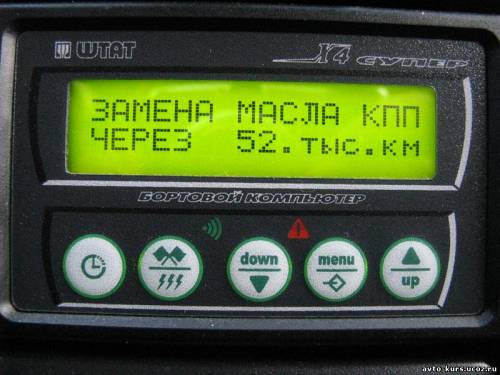 ШТАТ
X4 СУПЕР
ЗАМЕНА МАСЛА КПП
ЧЕРЕЗ 52.тыс.км
БОРТОВОЙ КОМПЬЮТЕР
down
menu
up
avto-kurs.ucoz.ru